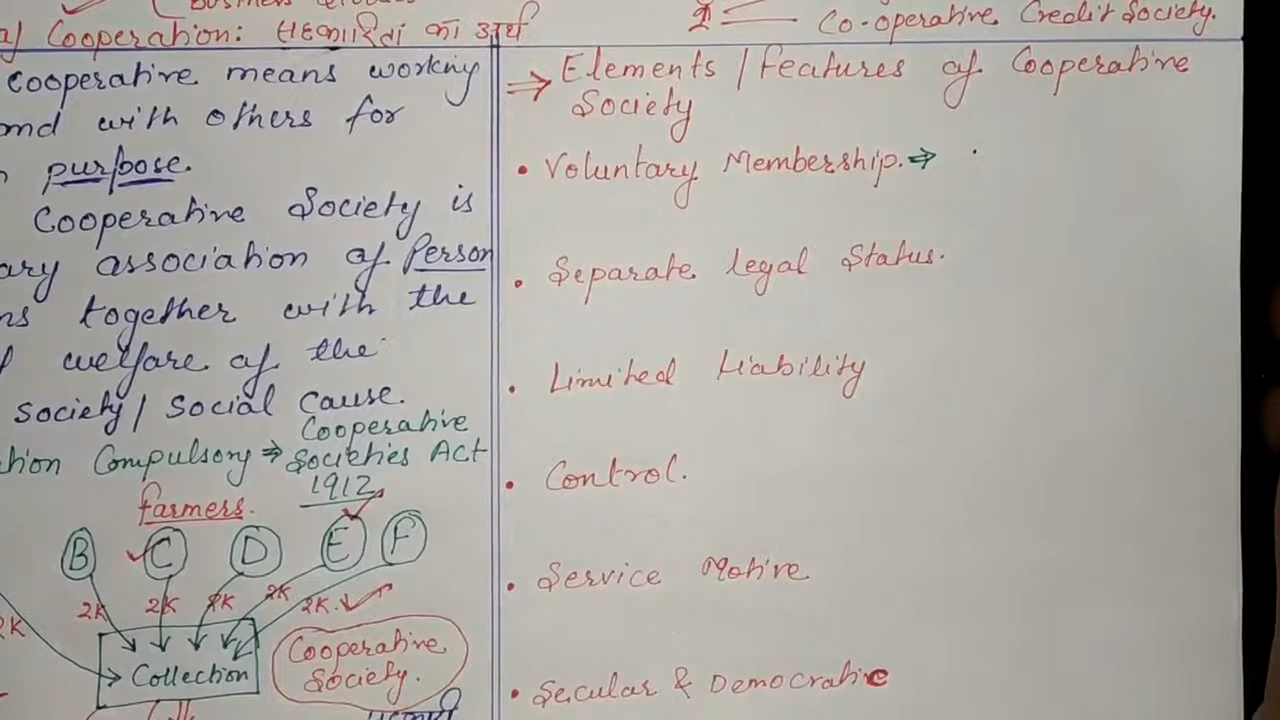 Business
a) Cooperation: सहकारिता का अर्थ
Cooperative means working
and with others for
purpose.
Cooperative Society is
ary association of Person
ns together with the
welfare of the
society/ Social cause.
tion Compulsory ⇒ Cooperative
Societies Act
1912
farmers.
B C D E F
2K 2K 2K 2K 2K
2K
Collection
Cooperative
Society.
Co-operative Credit Society.
⇒ Elements / Features of Cooperative
Society
• Voluntary Membership. ⇒
• Separate legal Status.
• Limited Liability
• Control.
• Service Motive
• Secular & Democratic